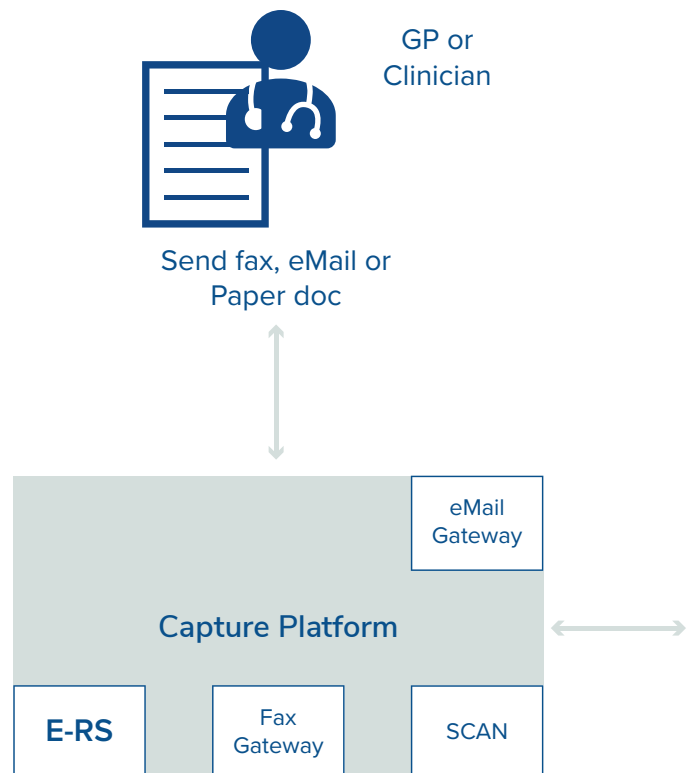 GP or
Clinician
Send fax, eMail or
Paper doc
eMail
Gateway
Capture Platform
E-RS
Fax
Gateway
SCAN